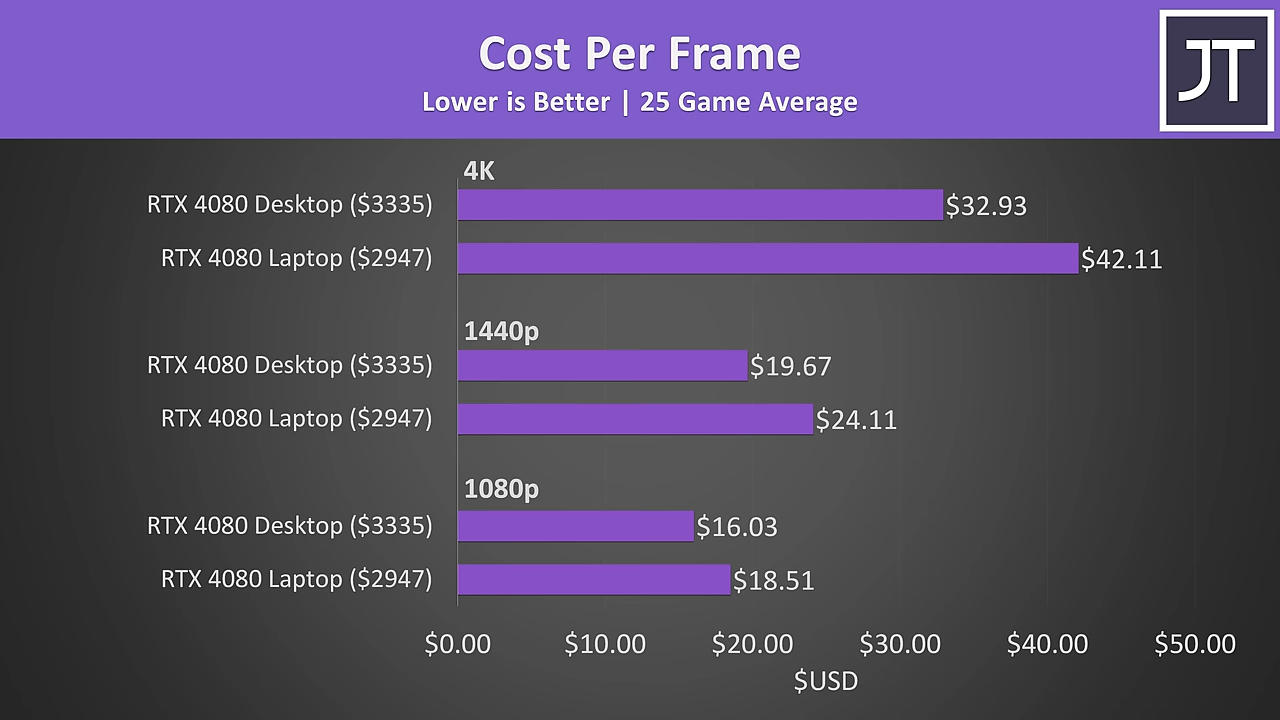 Cost Per Frame
Lower is Better | 25 Game Average
JT
4K
RTX 4080 Desktop ($3335) $32.93
RTX 4080 Laptop ($2947) $42.11
1440p
RTX 4080 Desktop ($3335) $19.67
RTX 4080 Laptop ($2947) $24.11
1080p
RTX 4080 Desktop ($3335) $16.03
RTX 4080 Laptop ($2947) $18.51
$0.00 $10.00 $20.00 $30.00 $40.00 $50.00
$USD